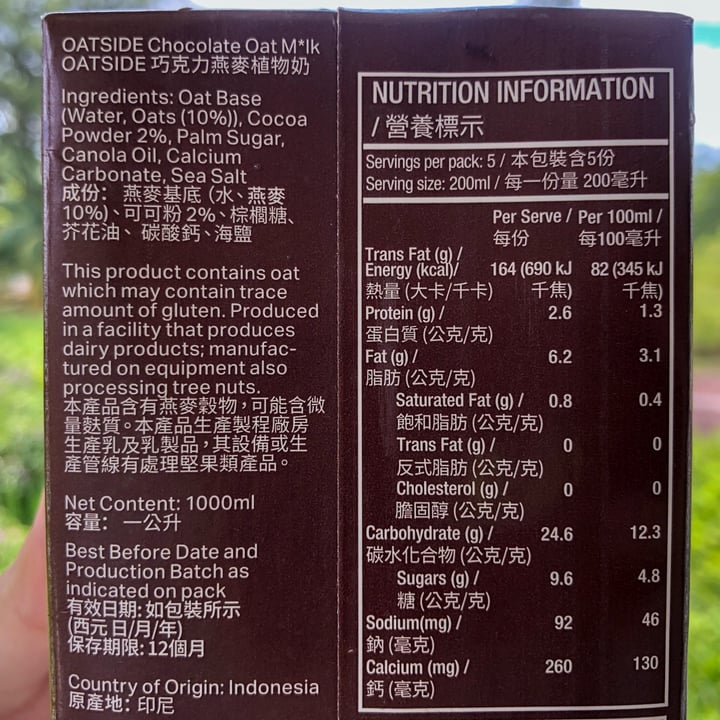 OATSIDE Chocolate Oat M*lk
OATSIDE 巧克力燕麥植物奶
Ingredients: Oat Base
(Water, Oats (10%)), Cocoa
Powder 2%, Palm Sugar,
Canola Oil, Calcium
Carbonate, Sea Salt
成份： 燕麥基底（水、燕麥
10%)、可可粉 2%、棕櫚糖、
芥花油、 碳酸鈣、海鹽
This product contains oat
which may contain trace
amount of gluten. Produced
in a facility that produces
dairy products; manufac-
tured on equipment also
processing tree nuts.
本產品含有燕麥穀物，可能含微
量麩質。本產品生產製程廠房
生產乳及乳製品，其設備或生
產管線有處理堅果類產品。
Net Content: 1000ml
容量： 一公升
Best Before Date and
Production Batch as
indicated on pack
有效日期: 如包裝所示
(西元 日/月/年)
保存期限: 12個月
Country of Origin: Indonesia
原產地: 印尼
NUTRITION INFORMATION
/ 營養標示
Servings per pack: 5 / 本包裝含5份
Serving size: 200ml / 每一份量 200毫升
Per Serve / Per 100ml /
每份 每100毫升
Trans Fat (g) /
Energy (kcal)/ 164 (690 kJ 82 (345 kJ
熱量 (大卡/千卡) 千焦) 千焦)
Protein (g) / 2.6 1.3
蛋白質 (公克/克)
Fat (g) / 6.2 3.1
脂肪 (公克/克)
Saturated Fat (g) / 0.8 0.4
飽和脂肪 (公克/克)
Trans Fat (g) / 0 0
反式脂肪 (公克/克)
Cholesterol (g) / 0 0
膽固醇 (公克/克)
Carbohydrate (g) / 24.6 12.3
碳水化合物 (公克/克)
Sugars (g) / 9.6 4.8
糖 (公克/克)
Sodium(mg) / 92 46
鈉 (毫克)
Calcium (mg) / 260 130
鈣 (毫克)